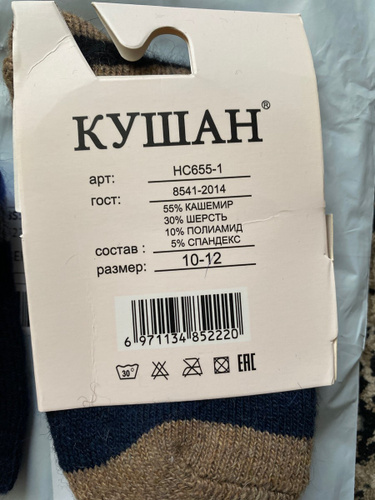 КУШАН®
арт: НС655-1
гост: 8541-2014
55% КАШЕМИР
30% ШЕРСТЬ
10% ПОЛИАМИД
состав : 5% СПАНДЕКС
размер: 10-12
6 971134 852220
30° EAC